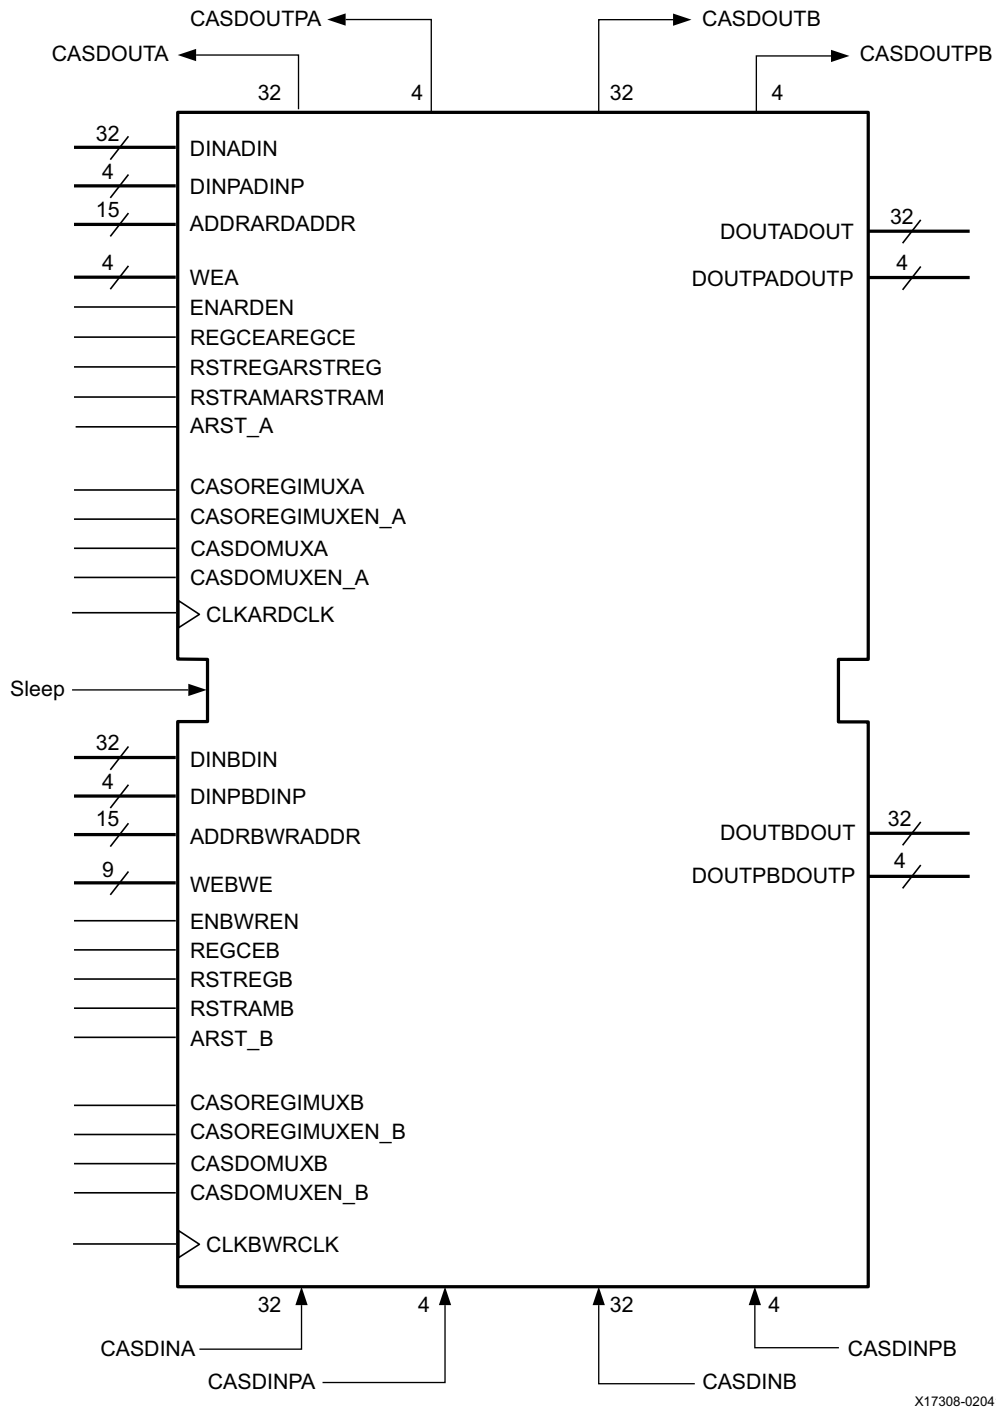 CASDOUTPA
CASDOUTB
CASDOUTA
CASDOUTPB
32
4
32
4
32
DINADIN
4
DINPADINP
15
ADDRARDADDR
32
DOUTADOUT
4
WEA
4
DOUTPADOUTP
ENARDEN
REGCEAREGCE
RSTREGARSTREG
RSTRAMARSTRAM
ARST_A
CASOREGIMUXA
CASOREGIMUXEN_A
CASDOMUXA
CASDOMUXEN_A
CLKARDCLK
Sleep
32
DINBDIN
4
DINPBDINP
15
ADDRBWRADDR
32
DOUTBDOUT
9
WEBWE
4
DOUTPBDOUTP
ENBWREN
REGCEB
RSTREGB
RSTRAMB
ARST_B
CASOREGIMUXB
CASOREGIMUXEN_B
CASDOMUXB
CASDOMUXEN_B
CLKBWRCLK
32
4
32
4
CASDINA
CASDINPB
CASDINPA
CASDINB
X17308-0204